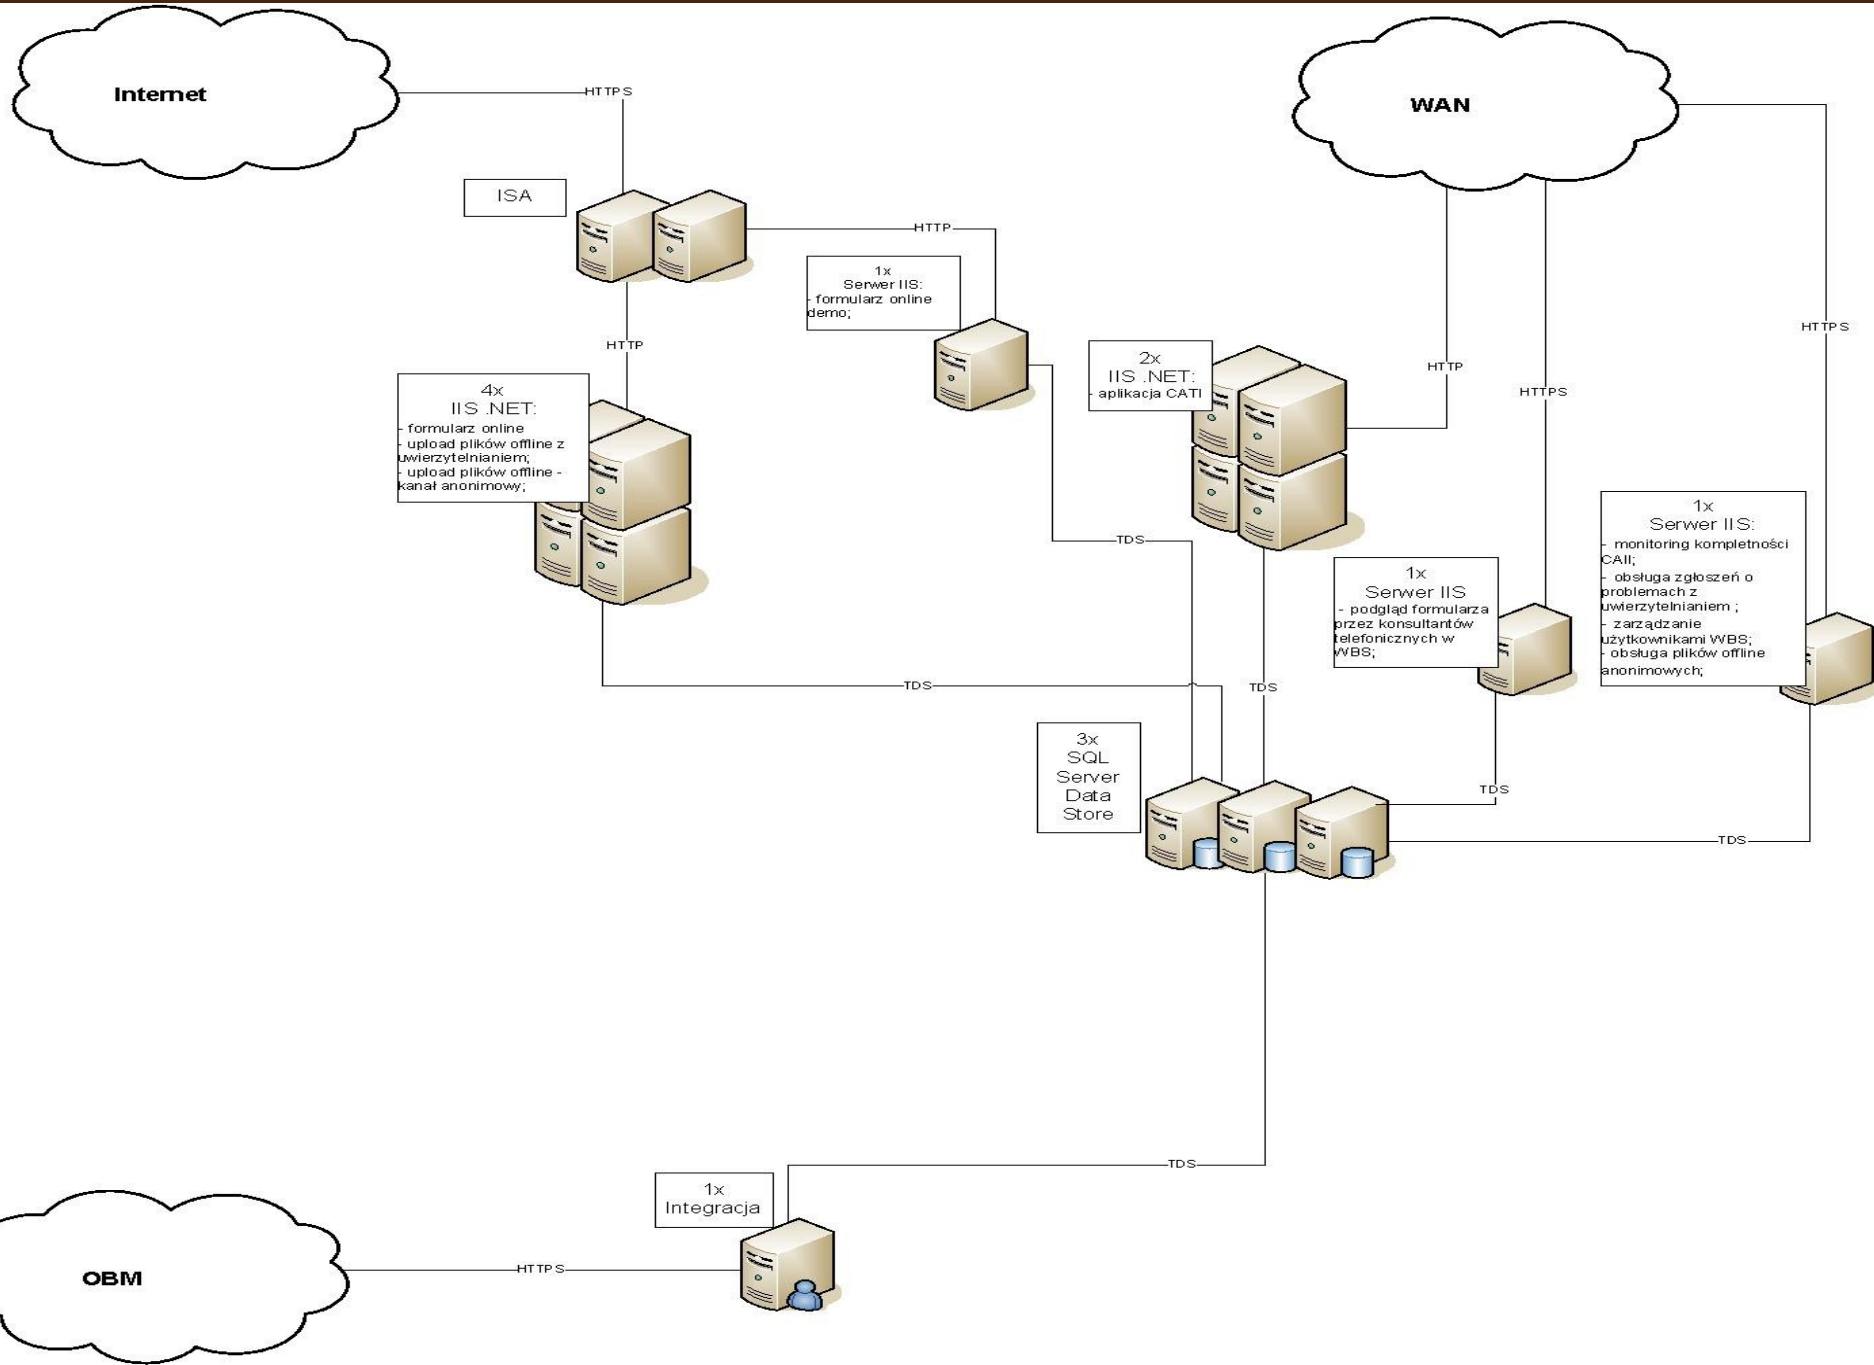 Internet
HTTPS
WAN
ISA
HTTP
1x
Serwer IIS:
- formularz online
demo;
HTTPS
HTTP
2x
IIS .NET:
- aplikacja CATI
HTTP
HTTPS
4x
IIS .NET:
- formularz online
- upload plików offline z
uwierzytelnianiem;
- upload plików offline -
kanał anonimowy;
TDS
1x
Serwer IIS
- podgląd formularza
przez konsultantów
telefonicznych w
WBS;
1x
Serwer IIS:
- monitoring kompletności
CAII;
- obsługa zgłoszeń o
problemach z
uwierzytelnianiem ;
- zarządzanie
użytkownikami WBS;
- obsługa plików offline
anonimowych;
TDS
TDS
3x
SQL
Server
Data
Store
TDS
TDS
TDS
1x
Integracja
OBM
HTTPS